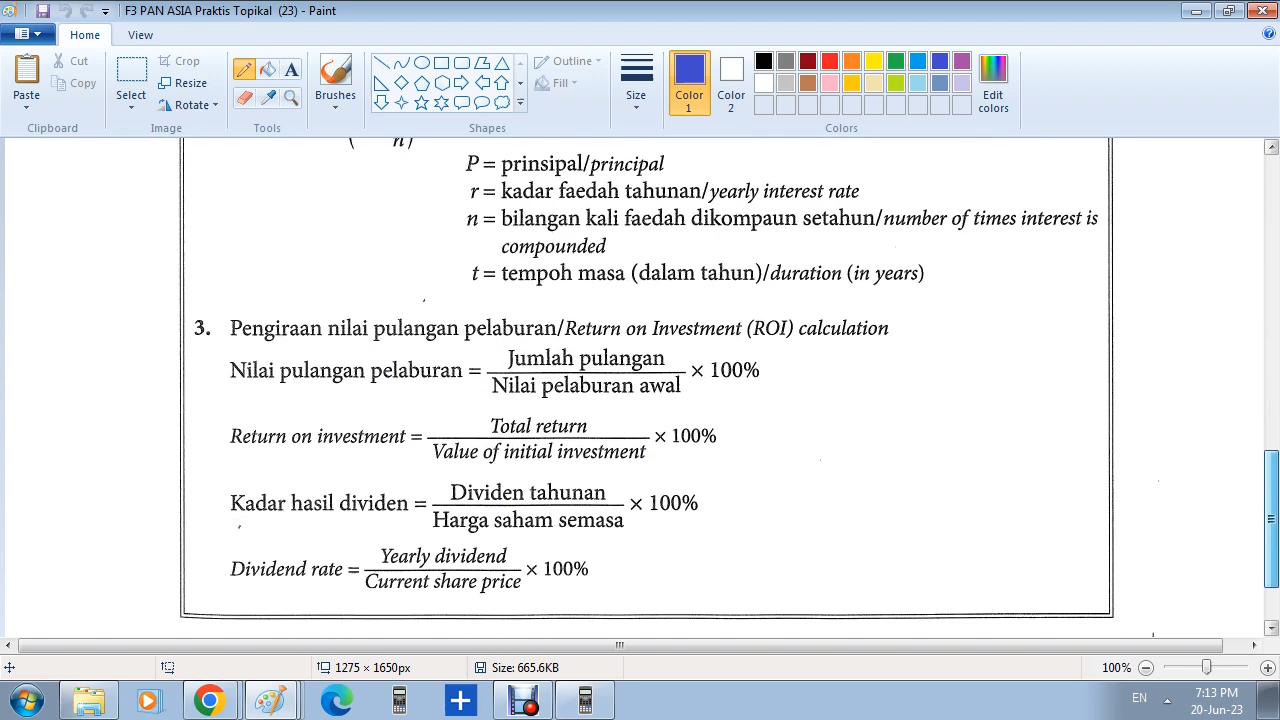 F3 PAN ASIA Praktis Topikal (23) - Paint
Home View
Paste
Cut
Copy
Clipboard
Select
Crop
Resize
Rotate
Image
Tools
Brushes
Shapes
Outline
Fill
Size
Color 1
Color 2
Edit colors
Colors
n
P = prinsipal/principal
r = kadar faedah tahunan/yearly interest rate
n = bilangan kali faedah dikompaun setahun/number of times interest is
compounded
t = tempoh masa (dalam tahun)/duration (in years)
3. Pengiraan nilai pulangan pelaburan/Return on Investment (ROI) calculation
Nilai pulangan pelaburan = Jumlah pulangan / Nilai pelaburan awal × 100%
Return on investment = Total return / Value of initial investment × 100%
Kadar hasil dividen = Dividen tahunan / Harga saham semasa × 100%
Dividend rate = Yearly dividend / Current share price × 100%
1275 × 1650px
Size: 665.6KB
100%
EN
7:13 PM
20-Jun-23